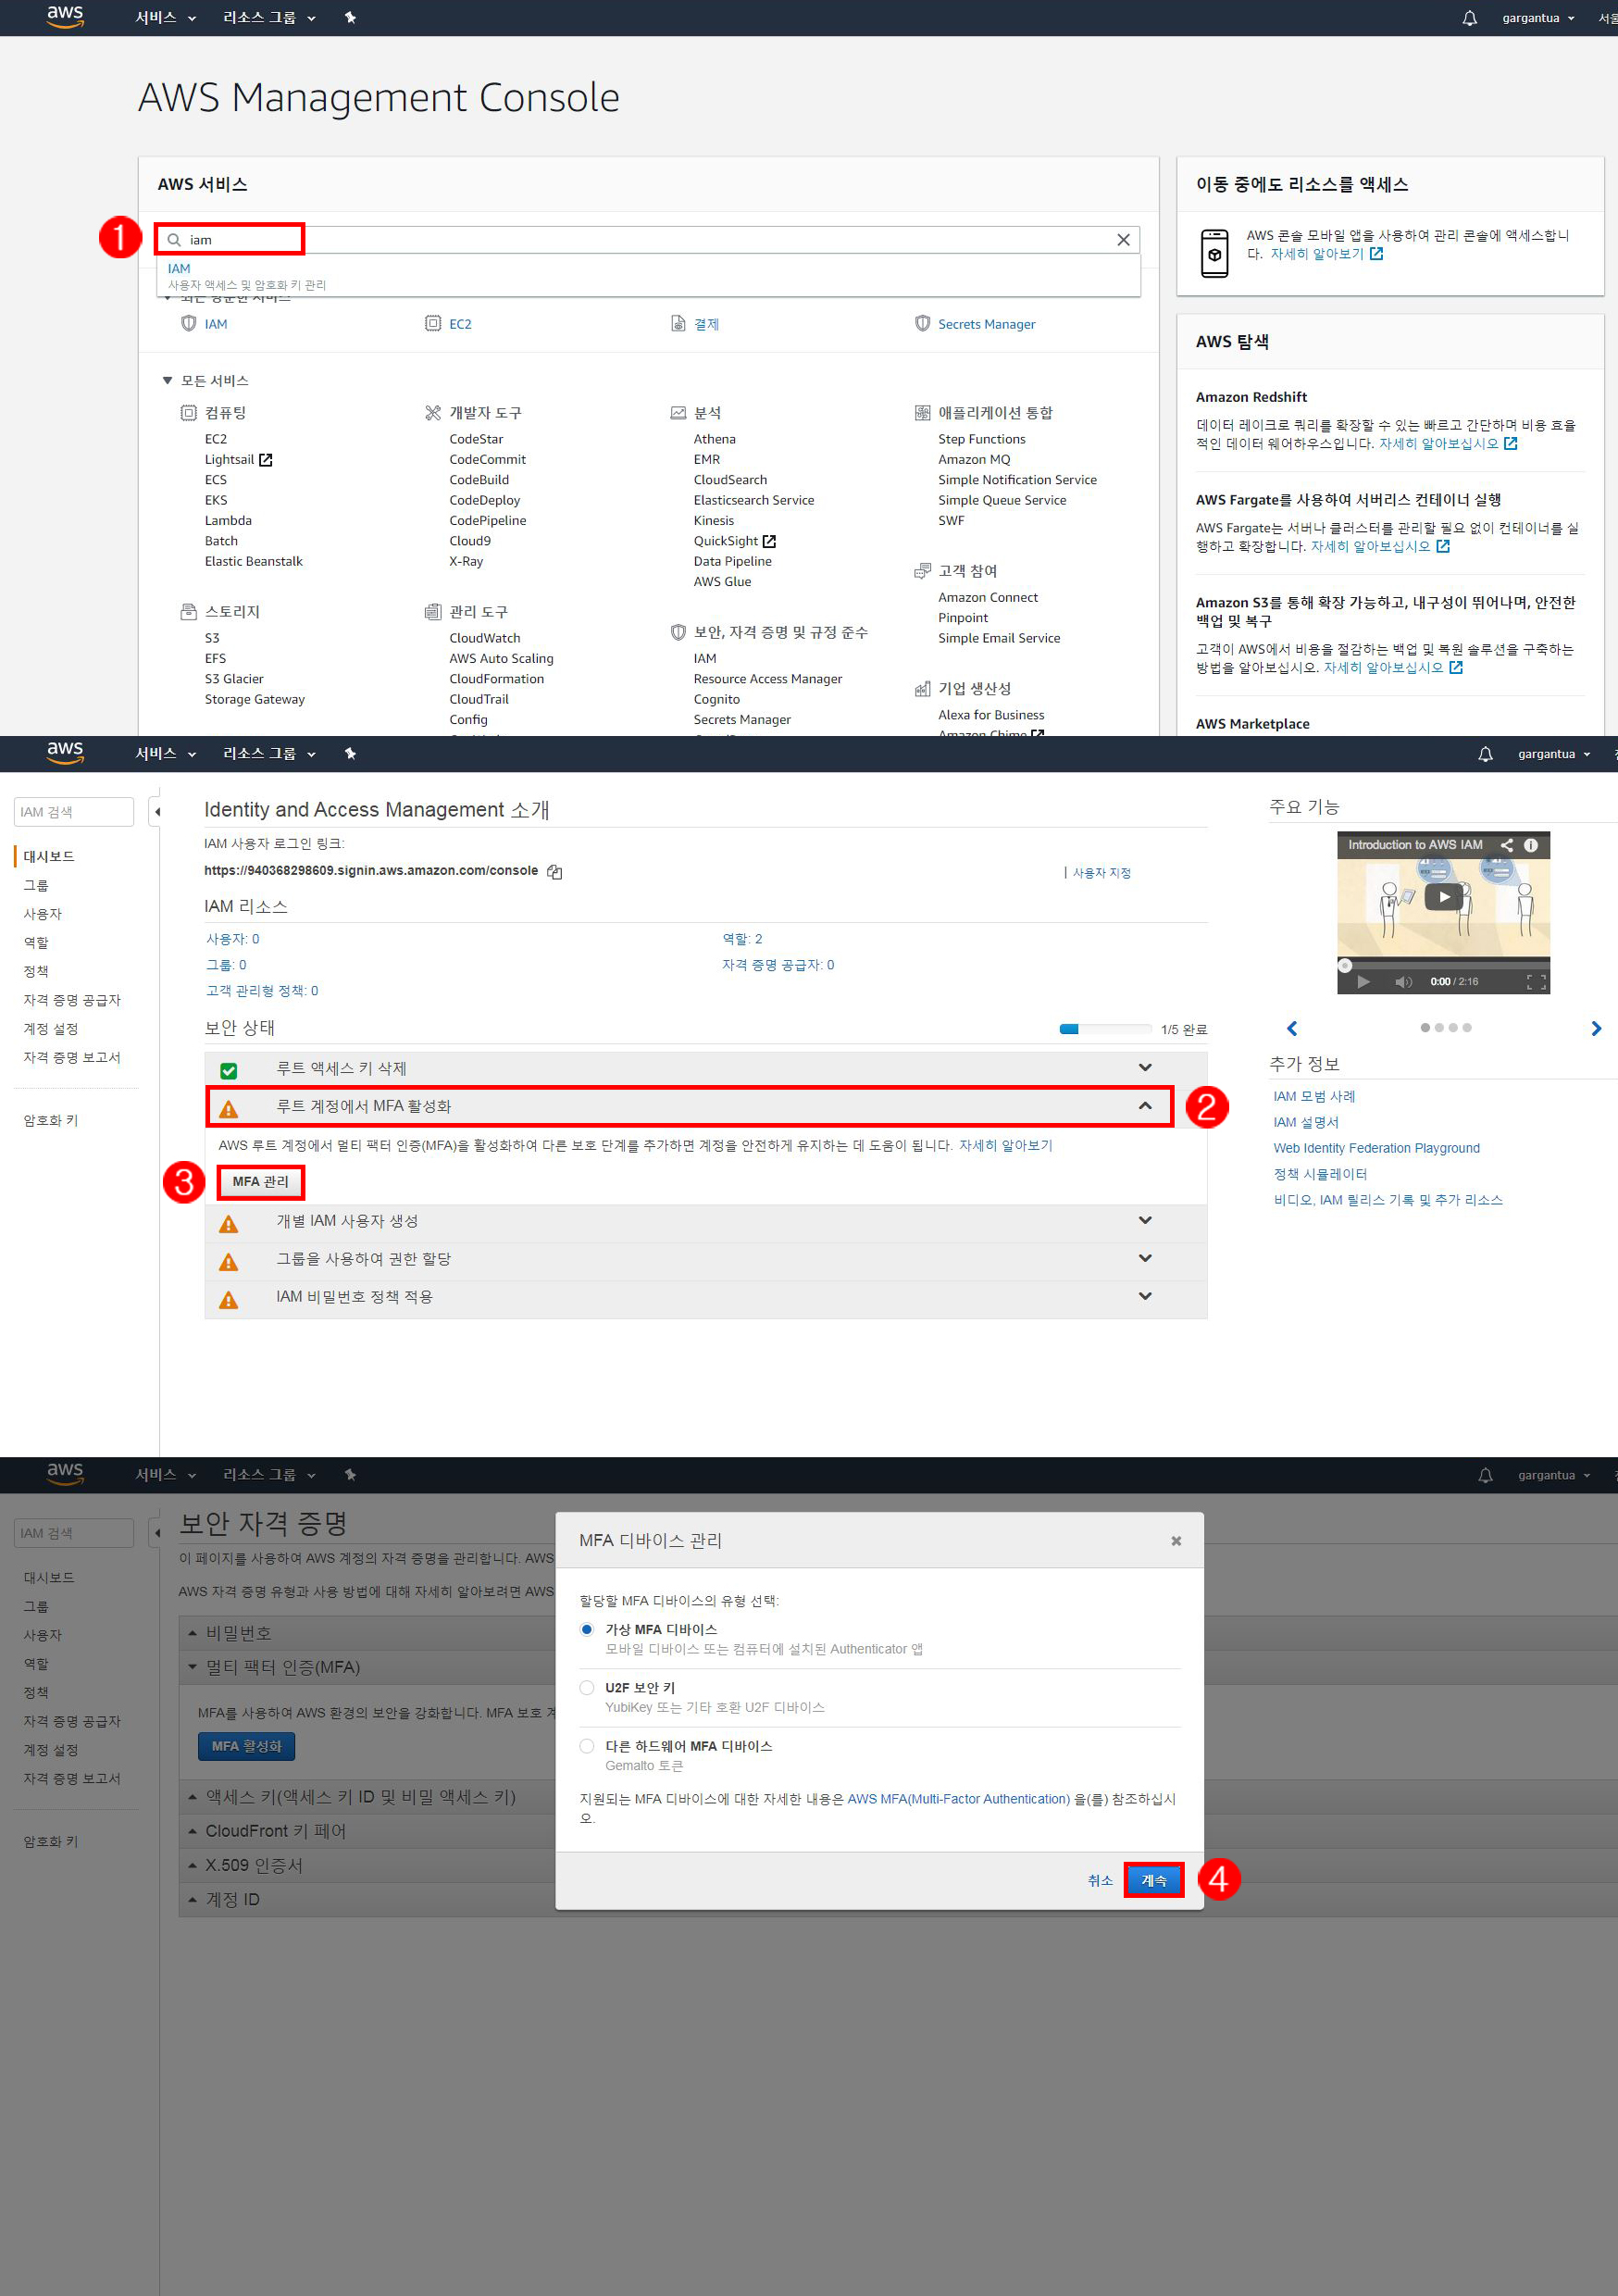 aws 서비스 리소스 그룹 gargantua 서울
AWS Management Console
AWS 서비스
1
iam
IAM
사용자 액세스 및 암호화 키 관리
최근 방문한 서비스
IAM EC2 결제 Secrets Manager
모든 서비스
컴퓨팅
EC2
Lightsail
ECS
EKS
Lambda
Batch
Elastic Beanstalk
스토리지
S3
EFS
S3 Glacier
Storage Gateway
개발자 도구
CodeStar
CodeCommit
CodeBuild
CodeDeploy
CodePipeline
Cloud9
X-Ray
관리 도구
CloudWatch
AWS Auto Scaling
CloudFormation
CloudTrail
Config
분석
Athena
EMR
CloudSearch
Elasticsearch Service
Kinesis
QuickSight
Data Pipeline
AWS Glue
보안, 자격 증명 및 규정 준수
IAM
Resource Access Manager
Cognito
Secrets Manager
애플리케이션 통합
Step Functions
Amazon MQ
Simple Notification Service
Simple Queue Service
SWF
고객 참여
Amazon Connect
Pinpoint
Simple Email Service
기업 생산성
Alexa for Business
Amazon Chime
이동 중에도 리소스를 액세스
AWS 콘솔 모바일 앱을 사용하여 관리 콘솔에 액세스합니
다. 자세히 알아보기
AWS 탐색
Amazon Redshift
데이터 레이크로 쿼리를 확장할 수 있는 빠르고 간단하며 비용 효율
적인 데이터 웨어하우스입니다. 자세히 알아보십시오
AWS Fargate를 사용하여 서버리스 컨테이너 실행
AWS Fargate는 서버나 클러스터를 관리할 필요 없이 컨테이너를 실
행하고 확장합니다. 자세히 알아보십시오
Amazon S3를 통해 확장 가능하고, 내구성이 뛰어나며, 안전한
백업 및 복구
고객이 AWS에서 비용을 절감하는 백업 및 복원 솔루션을 구축하는
방법을 알아보십시오. 자세히 알아보십시오
AWS Marketplace
aws 서비스 리소스 그룹 gargantua
IAM 검색
대시보드
그룹
사용자
역할
정책
자격 증명 공급자
계정 설정
자격 증명 보고서
암호화 키
Identity and Access Management 소개
IAM 사용자 로그인 링크:
https://940368298609.signin.aws.amazon.com/console | 사용자 지정
IAM 리소스
사용자: 0 역할: 2
그룹: 0 자격 증명 공급자: 0
고객 관리형 정책: 0
보안 상태 1/5 완료
루트 액세스 키 삭제
루트 계정에서 MFA 활성화 2
AWS 루트 계정에서 멀티 팩터 인증(MFA)을 활성화하여 다른 보호 단계를 추가하면 계정을 안전하게 유지하는 데 도움이 됩니다. 자세히 알아보기
3 MFA 관리
개별 IAM 사용자 생성
그룹을 사용하여 권한 할당
IAM 비밀번호 정책 적용
주요 기능
Introduction to AWS IAM
0:00 / 2:16
추가 정보
IAM 모범 사례
IAM 설명서
Web Identity Federation Playground
정책 시뮬레이터
비디오, IAM 릴리스 기록 및 추가 리소스
aws 서비스 리소스 그룹 gargantua
IAM 검색
대시보드
그룹
사용자
역할
정책
자격 증명 공급자
계정 설정
자격 증명 보고서
암호화 키
보안 자격 증명
이 페이지를 사용하여 AWS 계정의 자격 증명을 관리합니다. AWS
AWS 자격 증명 유형과 사용 방법에 대해 자세히 알아보려면 AWS
비밀번호
멀티 팩터 인증(MFA)
MFA를 사용하여 AWS 환경의 보안을 강화합니다. MFA 보호 계
MFA 활성화
액세스 키(액세스 키 ID 및 비밀 액세스 키)
CloudFront 키 페어
X.509 인증서
계정 ID
MFA 디바이스 관리
할당할 MFA 디바이스의 유형 선택:
가상 MFA 디바이스
모바일 디바이스 또는 컴퓨터에 설치된 Authenticator 앱
U2F 보안 키
YubiKey 또는 기타 호환 U2F 디바이스
다른 하드웨어 MFA 디바이스
Gemalto 토큰
지원되는 MFA 디바이스에 대한 자세한 내용은 AWS MFA(Multi-Factor Authentication) 을(를) 참조하십시
오.
취소 계속 4